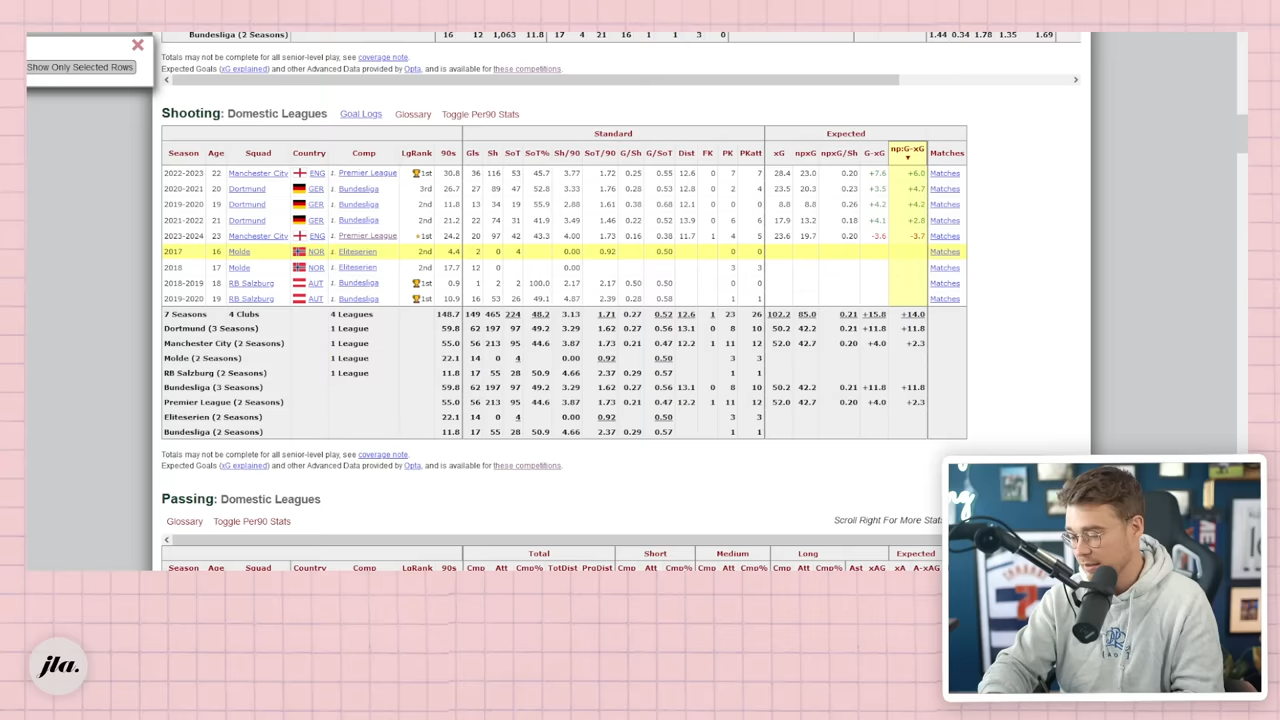 Bundesliga (2 Seasons) 16 12 1,063 11.8 17 4 21 16 1 1 3 0 1.44 0.34 1.78 1.35 1.69
Show Only Selected Rows
Totals may not be complete for all senior-level play, see coverage note.
Expected Goals (xG explained) and other Advanced Data provided by Opta, and is available for these competitions.
Shooting: Domestic Leagues Goal Logs Glossary Toggle Per90 Stats
Standard Expected
Season Age Squad Country Comp LgRank 90s Gls Sh SoT SoT% Sh/90 SoT/90 G/Sh G/SoT Dist FK PK PKatt xG npxG npxG/Sh G-xG np:G-xG Matches
2022-2023 22 Manchester City ENG 1. Premier League 1st 30.8 36 116 53 45.7 3.77 1.72 0.25 0.55 12.6 0 7 7 28.4 23.0 0.20 +7.6 +6.0 Matches
2020-2021 20 Dortmund GER 1. Bundesliga 3rd 26.7 27 89 47 52.8 3.33 1.76 0.28 0.53 12.9 0 2 4 20.5 20.3 0.23 +3.5 +4.7 Matches
2019-2020 19 Dortmund GER 1. Bundesliga 2nd 11.8 13 34 19 55.9 2.88 1.61 0.38 0.68 12.1 0 0 0 8.8 8.8 0.26 +4.2 +4.2 Matches
2021-2022 21 Dortmund GER 1. Bundesliga 2nd 21.2 22 74 31 41.9 3.49 1.46 0.22 0.52 13.9 0 6 6 17.9 13.2 0.18 +4.1 +2.8 Matches
2023-2024 23 Manchester City ENG 1. Premier League 1st 24.2 20 97 42 43.3 4.00 1.73 0.16 0.38 11.7 1 4 5 23.6 19.7 0.20 -3.6 -3.7 Matches
2017 16 Molde NOR 1. Eliteserien 2nd 4.4 2 0 4 0.00 0.92 0.50 0 0 Matches
2018 17 Molde NOR 1. Eliteserien 2nd 17.7 12 0 0.00 3 3 Matches
2018-2019 18 RB Salzburg AUT 1. Bundesliga 1st 0.9 1 2 2 100.0 2.17 2.17 0.50 0.50 0 0 Matches
2019-2020 19 RB Salzburg AUT 1. Bundesliga 1st 10.9 16 53 26 49.1 4.87 2.39 0.28 0.58 1 1 Matches
7 Seasons 4 Clubs 4 Leagues 148.7 149 465 224 48.2 3.13 1.71 0.27 0.52 12.6 1 23 26 102.2 85.0 0.21 +15.8 +14.0
Dortmund (3 Seasons) 1 League 59.8 62 197 97 49.2 3.29 1.62 0.27 0.56 13.1 0 8 10 50.2 42.2 0.21 +11.8 +11.8
Manchester City (2 Seasons) 1 League 55.0 56 213 95 44.6 3.87 1.73 0.21 0.47 12.2 1 11 12 52.0 42.7 0.20 +4.0 +2.3
Molde (2 Seasons) 1 League 22.1 14 0 4 0.00 0.92 0.50 3 3
RB Salzburg (2 Seasons) 1 League 11.8 17 55 28 50.9 4.66 2.37 0.29 0.57 1 1
Bundesliga (3 Seasons) 59.8 62 197 97 49.2 3.29 1.62 0.27 0.56 13.1 0 8 10 50.2 42.2 0.21 +11.8 +11.8
Premier League (2 Seasons) 55.0 56 213 95 44.6 3.87 1.73 0.21 0.47 12.2 1 11 12 52.0 42.7 0.20 +4.0 +2.3
Eliteserien (2 Seasons) 22.1 14 0 4 0.00 0.92 0.50 3 3
Bundesliga (2 Seasons) 11.8 17 55 28 50.9 4.66 2.37 0.29 0.57 1 1
Totals may not be complete for all senior-level play, see coverage note.
Expected Goals (xG explained) and other Advanced Data provided by Opta, and is available for these competitions.
Passing: Domestic Leagues
Glossary Toggle Per90 Stats Scroll Right For More Stats
Total Short Medium Long Expected
Season Age Squad Country Comp LgRank 90s Cmp Att Cmp% TotDist PrgDist Cmp Att Cmp% Cmp Att Cmp% Cmp Att Cmp% Ast xAG xA A-xAG
jla.